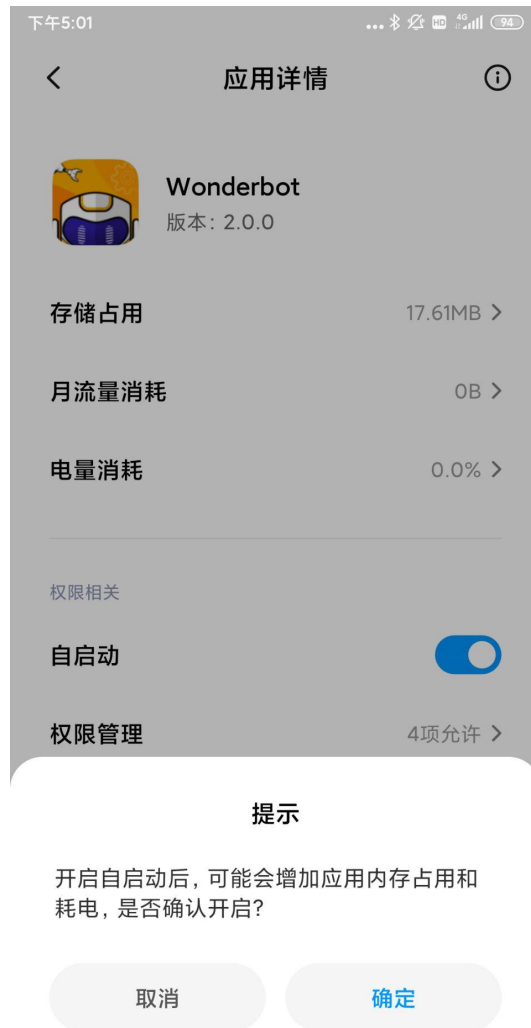 下午5:01
... HD 4G 94
应用详情
Wonderbot
版本: 2.0.0
存储占用 17.61MB
月流量消耗 0B
电量消耗 0.0%
权限相关
自启动
权限管理 4项允许
提示
开启自启动后, 可能会增加应用内存占用和
耗电, 是否确认开启?
取消 确定